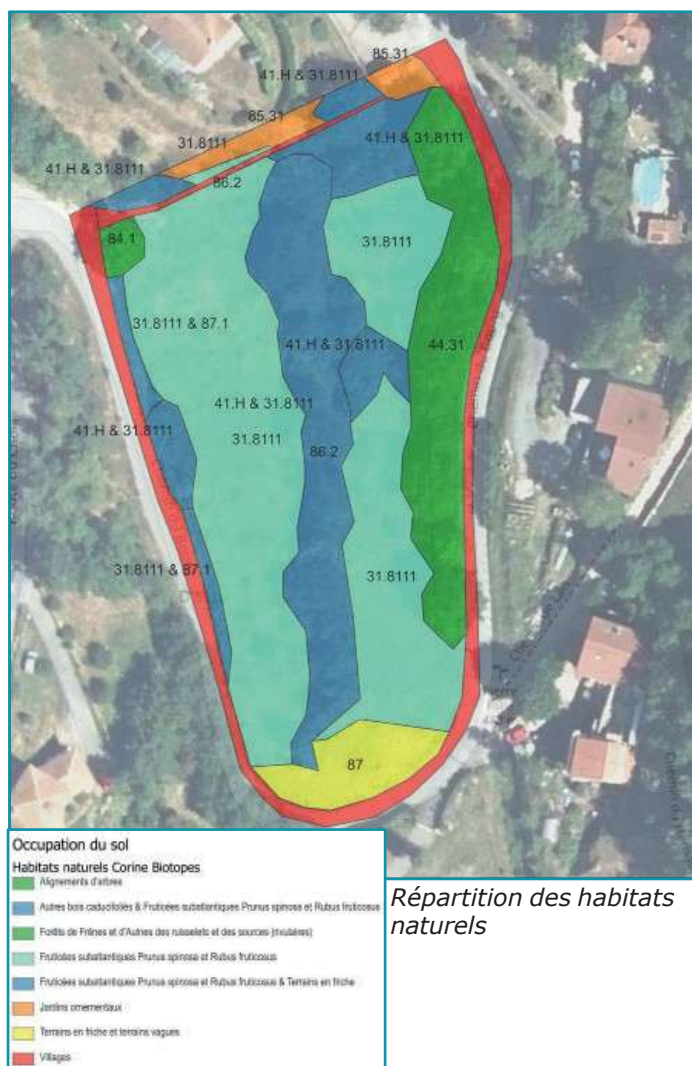 85.31
41.H & 31.8111
85.31
31.8111
41.H & 31.8111
41.H & 31.8111
86.2
84.1
31.8111
31.8111 & 87.1
41.H & 31.8111
44.31
41.H & 31.8111
41.H & 31.8111
31.8111
86.2
31.8111 & 87.1
31.8111
87
Occupation du sol
Habitats naturels Corine Biotopes
Alignements d'arbres
Autres bois caducifoliés & Fruticées subatlantiques Prunus spinosa et Rubus fruticosus
Forêts de Frênes et d'Aulnes des ruisselets et des sources (rivulaires)
Fruticées subatlantiques Prunus spinosa et Rubus fruticosus
Fruticées subatlantiques Prunus spinosa et Rubus fruticosus & Terrains en friche
Jardins ornementaux
Terrains en friche et terrains vagues
Villages
Répartition des habitats
naturels